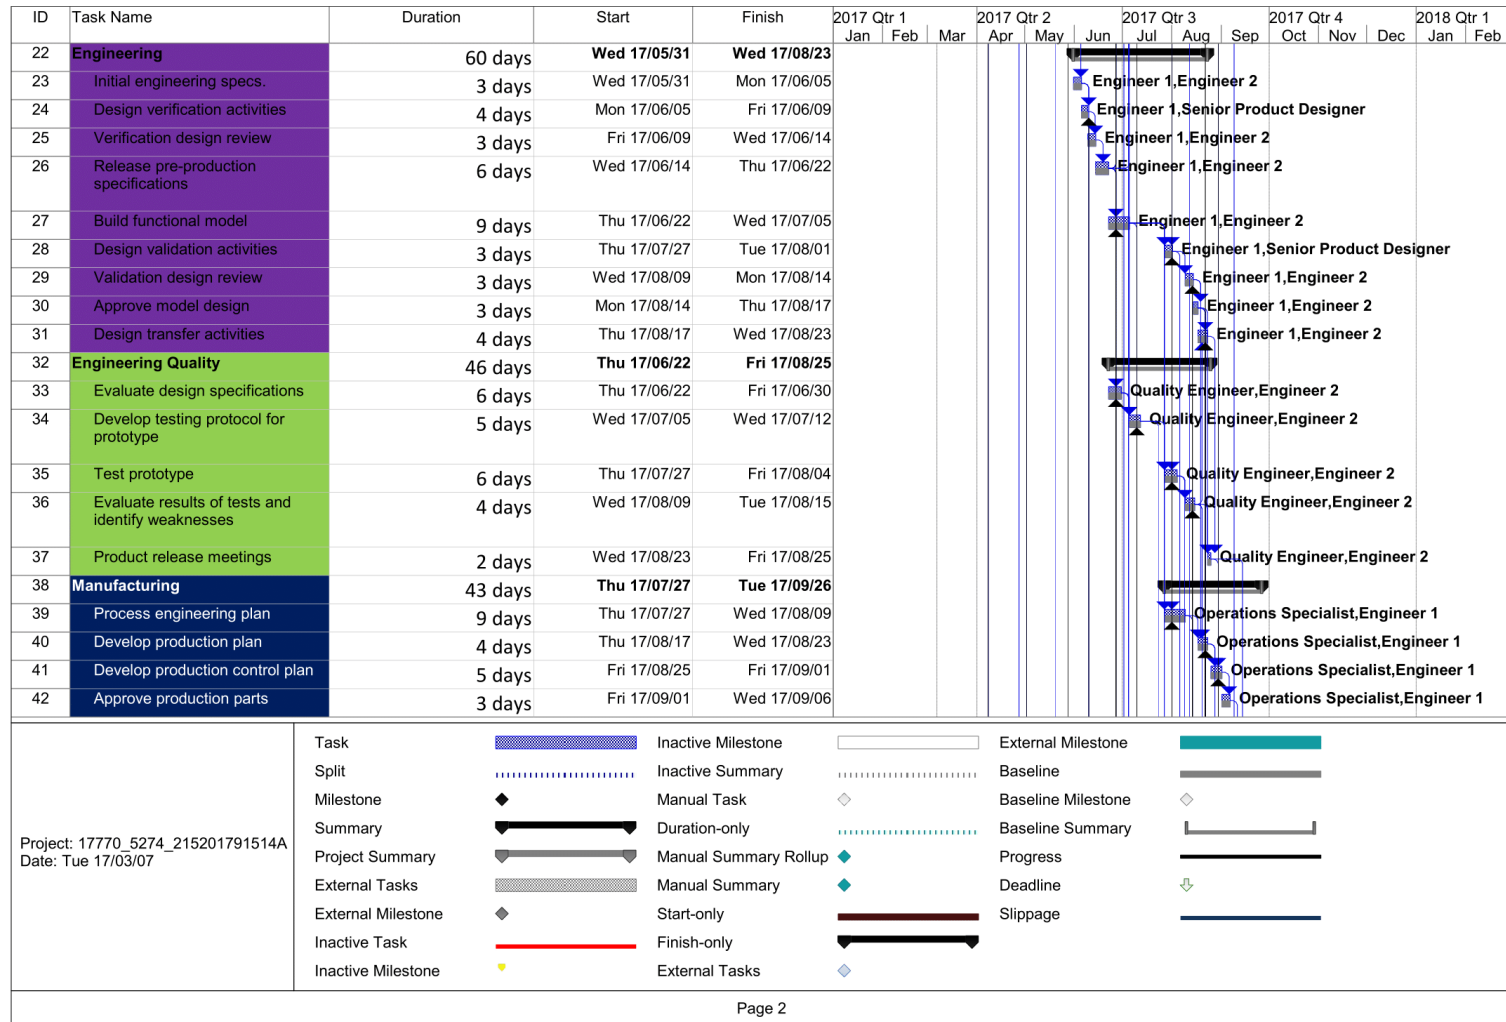 ID Task Name Duration Start Finish 2017 Qtr 1 2017 Qtr 2 2017 Qtr 3 2017 Qtr 4 2018 Qtr 1
Jan Feb Mar Apr May Jun Jul Aug Sep Oct Nov Dec Jan Feb
22 Engineering 60 days Wed 17/05/31 Wed 17/08/23
23 Initial engineering specs. 3 days Wed 17/05/31 Mon 17/06/05 Engineer 1,Engineer 2
24 Design verification activities 4 days Mon 17/06/05 Fri 17/06/09 Engineer 1,Senior Product Designer
25 Verification design review 3 days Fri 17/06/09 Wed 17/06/14 Engineer 1,Engineer 2
26 Release pre-production 6 days Wed 17/06/14 Thu 17/06/22 Engineer 1,Engineer 2
specifications
27 Build functional model 9 days Thu 17/06/22 Wed 17/07/05 Engineer 1,Engineer 2
28 Design validation activities 3 days Thu 17/07/27 Tue 17/08/01 Engineer 1,Senior Product Designer
29 Validation design review 3 days Wed 17/08/09 Mon 17/08/14 Engineer 1,Engineer 2
30 Approve model design 3 days Mon 17/08/14 Thu 17/08/17 Engineer 1,Engineer 2
31 Design transfer activities 4 days Thu 17/08/17 Wed 17/08/23 Engineer 1,Engineer 2
32 Engineering Quality 46 days Thu 17/06/22 Fri 17/08/25
33 Evaluate design specifications 6 days Thu 17/06/22 Fri 17/06/30 Quality Engineer,Engineer 2
34 Develop testing protocol for 5 days Wed 17/07/05 Wed 17/07/12 Quality Engineer,Engineer 2
prototype
35 Test prototype 6 days Thu 17/07/27 Fri 17/08/04 Quality Engineer,Engineer 2
36 Evaluate results of tests and 4 days Wed 17/08/09 Tue 17/08/15 Quality Engineer,Engineer 2
identify weaknesses
37 Product release meetings 2 days Wed 17/08/23 Fri 17/08/25 Quality Engineer,Engineer 2
38 Manufacturing 43 days Thu 17/07/27 Tue 17/09/26
39 Process engineering plan 9 days Thu 17/07/27 Wed 17/08/09 Operations Specialist,Engineer 1
40 Develop production plan 4 days Thu 17/08/17 Wed 17/08/23 Operations Specialist,Engineer 1
41 Develop production control plan 5 days Fri 17/08/25 Fri 17/09/01 Operations Specialist,Engineer 1
42 Approve production parts 3 days Fri 17/09/01 Wed 17/09/06 Operations Specialist,Engineer 1
Project: 17770_5274_215201791514A
Date: Tue 17/03/07
Task Inactive Milestone External Milestone
Split Inactive Summary Baseline
Milestone Manual Task Baseline Milestone
Summary Duration-only Baseline Summary
Project Summary Manual Summary Rollup Progress
External Tasks Manual Summary Deadline
External Milestone Start-only Slippage
Inactive Task Finish-only
Inactive Milestone External Tasks
Page 2